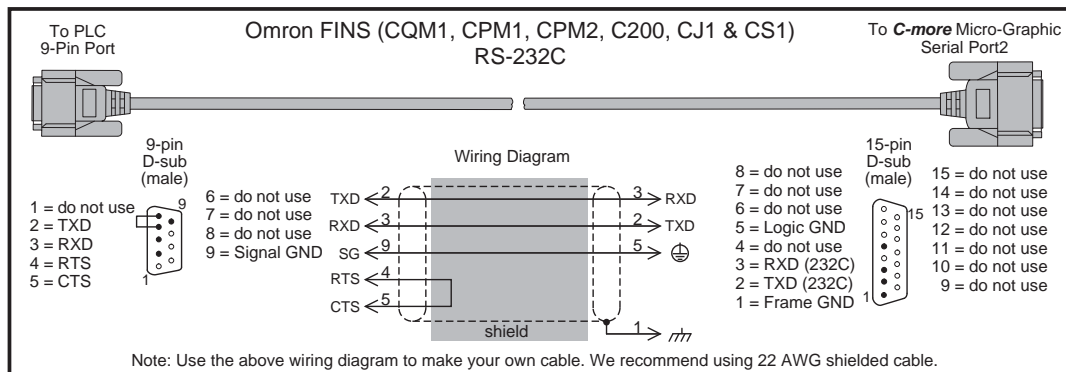 To PLC
9-Pin Port
Omron FINS (CQM1, CPM1, CPM2, C200, CJ1 & CS1)
RS-232C
To C-more Micro-Graphic
Serial Port2
9-pin
D-sub
(male)
1 = do not use
2 = TXD
3 = RXD
4 = RTS
5 = CTS
9
1
6 = do not use
7 = do not use
8 = do not use
9 = Signal GND
Wiring Diagram
TXD 2 3 RXD
RXD 3 2 TXD
SG 9 5
RTS 4
CTS 5
shield
1
8 = do not use
7 = do not use
6 = do not use
5 = Logic GND
4 = do not use
3 = RXD (232C)
2 = TXD (232C)
1 = Frame GND
15-pin
D-sub
(male)
15
1
15 = do not use
14 = do not use
13 = do not use
12 = do not use
11 = do not use
10 = do not use
9 = do not use
Note: Use the above wiring diagram to make your own cable. We recommend using 22 AWG shielded cable.